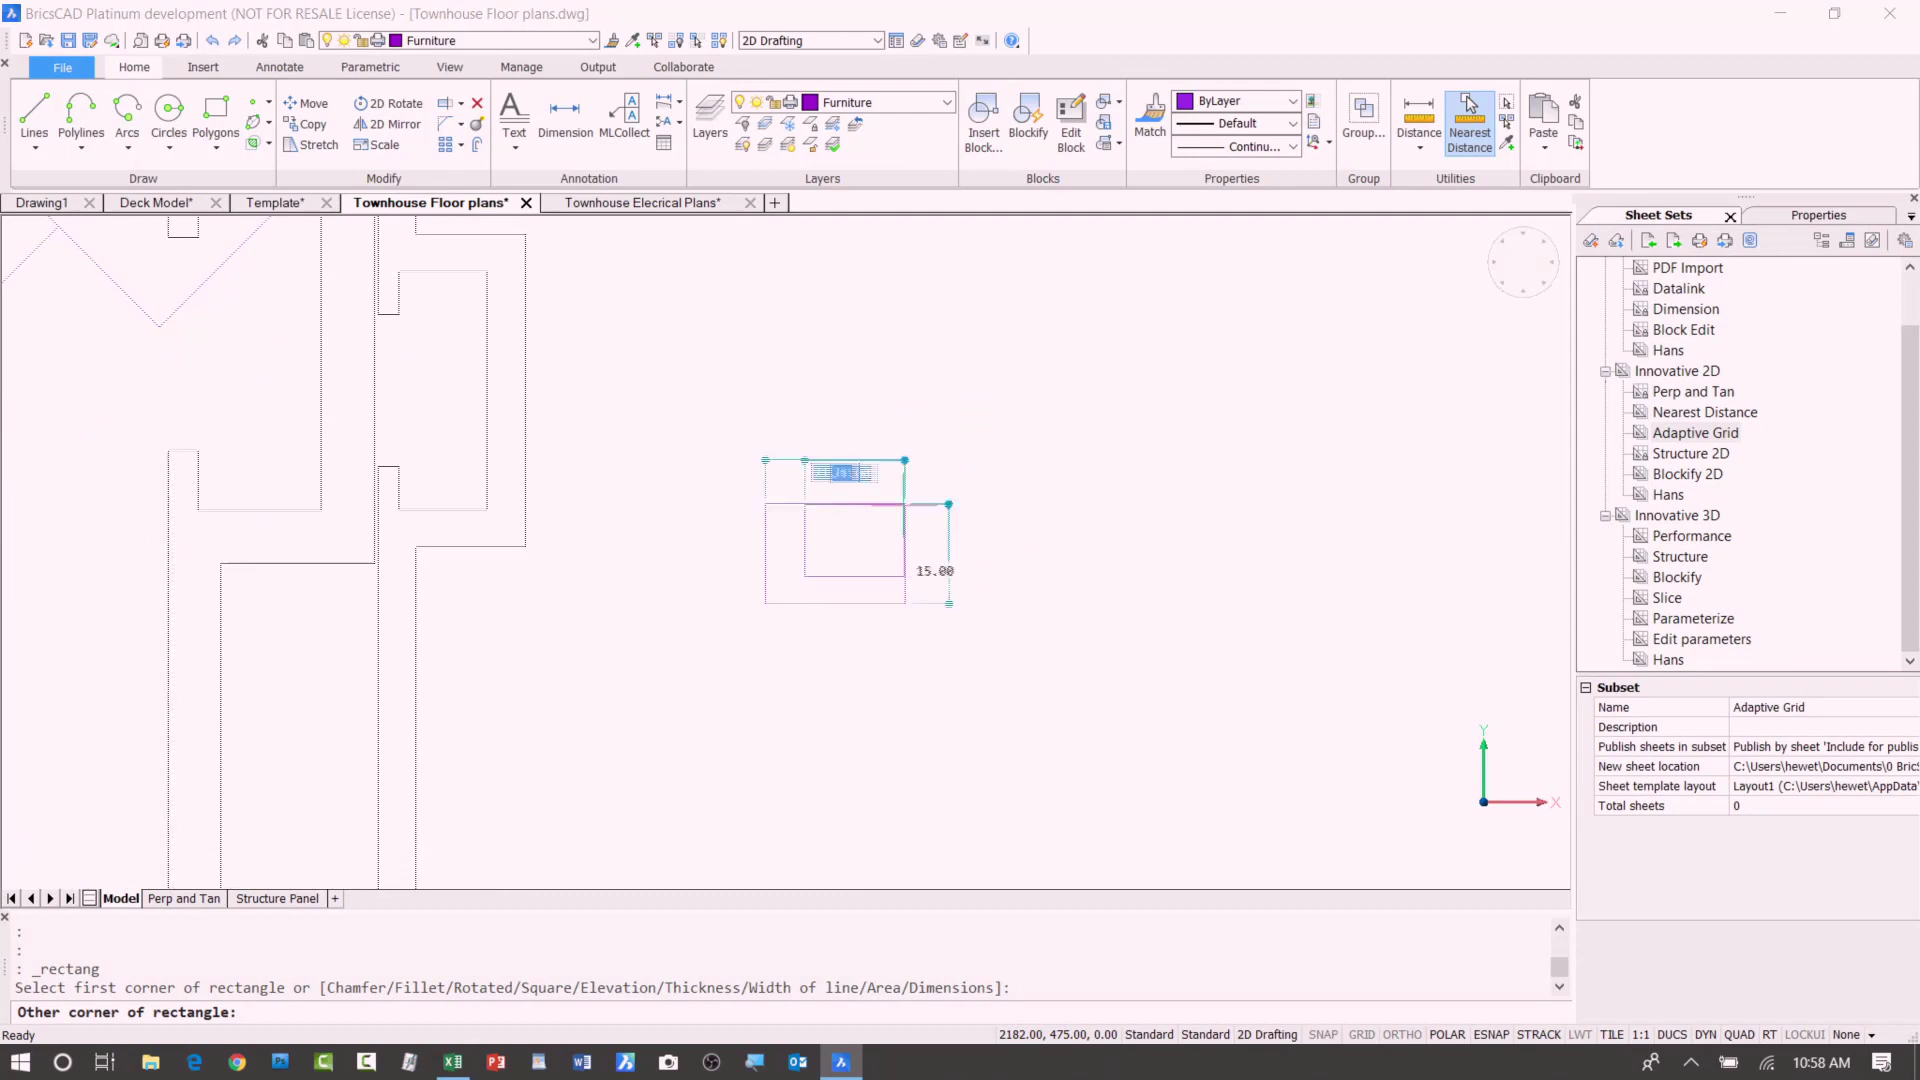 BricsCAD Platinum development (NOT FOR RESALE License) - [Townhouse Floor plans.dwg]
Furniture
2D Drafting
File
Home
Insert
Annotate
Parametric
View
Manage
Output
Collaborate
Lines
Polylines
Arcs
Circles
Polygons
Draw
Move
Copy
Stretch
2D Rotate
2D Mirror
Scale
Modify
Text
Dimension
MLCollect
Annotation
Layers
Furniture
Layers
Insert
Block...
Blockify
Edit
Block
Blocks
Match
ByLayer
Default
Continu...
Properties
Group...
Group
Distance
Nearest
Distance
Utilities
Paste
Clipboard
Drawing1
Deck Model*
Template*
Townhouse Floor plans*
Townhouse Elecrical Plans*
15.00
Y
X
Sheet Sets
Properties
PDF Import
Datalink
Dimension
Block Edit
Hans
Innovative 2D
Perp and Tan
Nearest Distance
Adaptive Grid
Structure 2D
Blockify 2D
Hans
Innovative 3D
Performance
Structure
Blockify
Slice
Parameterize
Edit parameters
Hans
Subset
Name Adaptive Grid
Description
Publish sheets in subset Publish by sheet 'Include for publis
New sheet location C:\Users\hewet\Documents\0 Bric
Sheet template layout Layout1 (C:\Users\hewet\AppData'
Total sheets 0
Model
Perp and Tan
Structure Panel
:
:
: _rectang
Select first corner of rectangle or [Chamfer/Fillet/Rotated/Square/Elevation/Thickness/Width of line/Area/Dimensions]:
Other corner of rectangle:
Ready
2182.00, 475.00, 0.00 Standard Standard 2D Drafting SNAP GRID ORTHO POLAR ESNAP STRACK LWT TILE 1:1 DUCS DYN QUAD RT LOCKUI None
10:58 AM